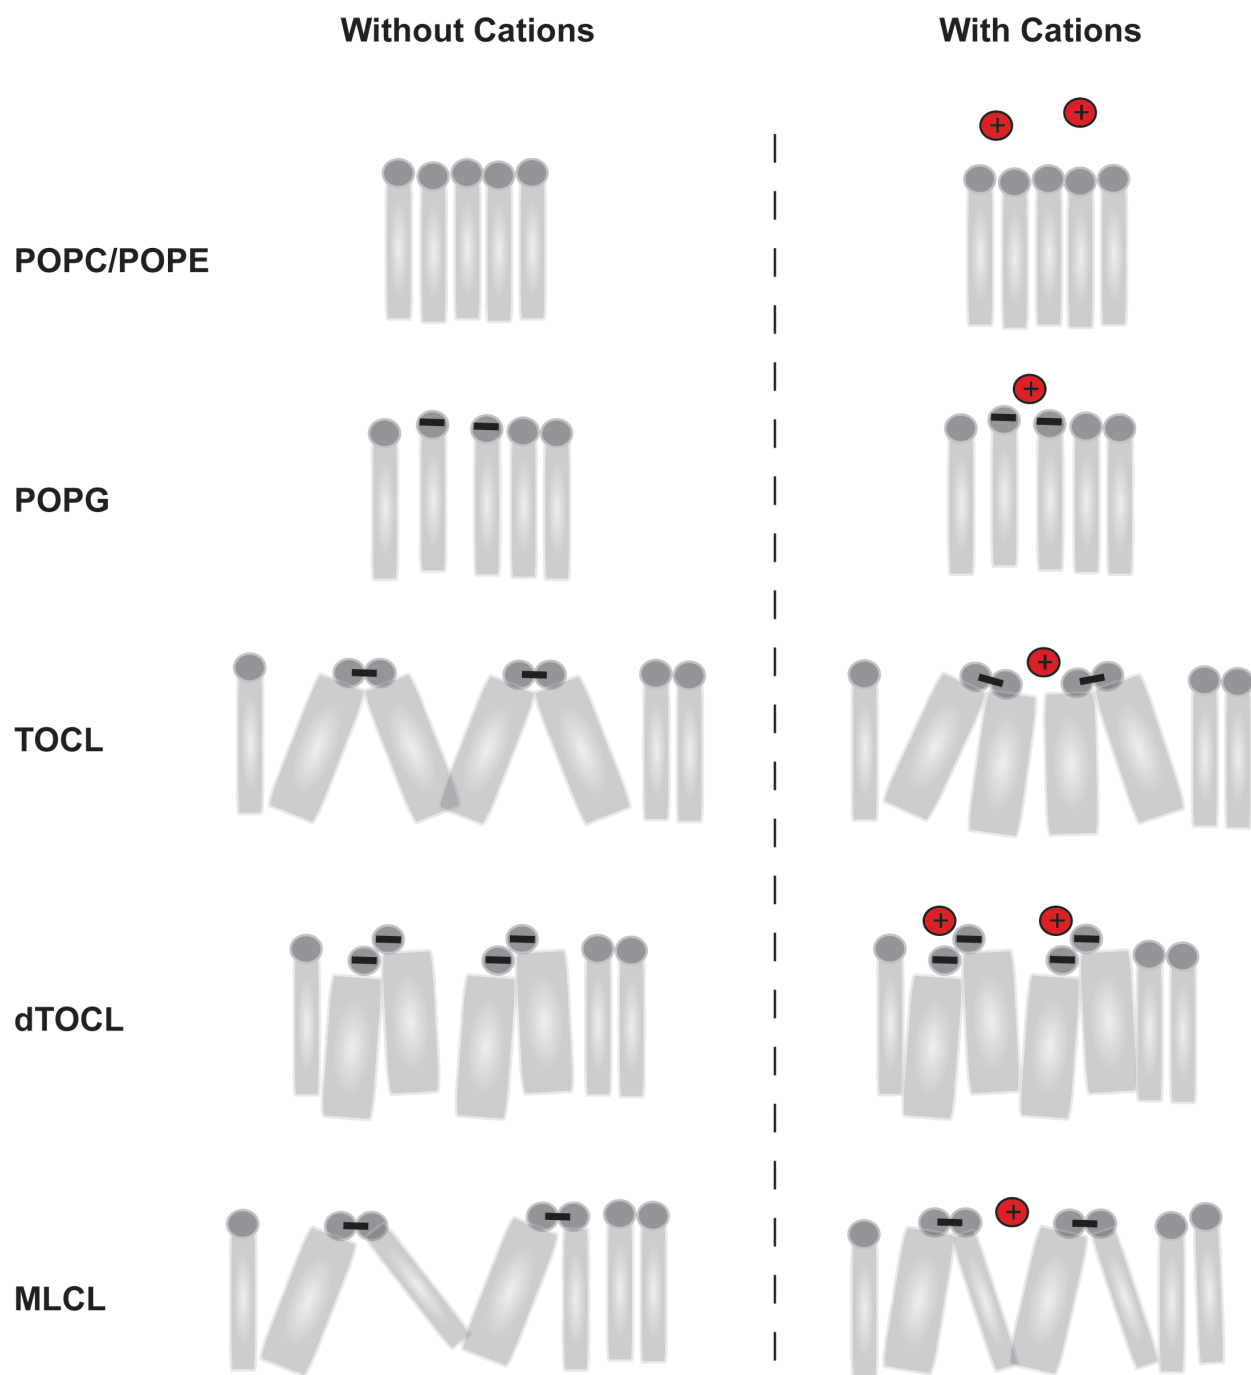 Without Cations
With Cations
+
+
POPC/POPE
+
POPG
+
TOCL
+
+
dTOCL
+
MLCL